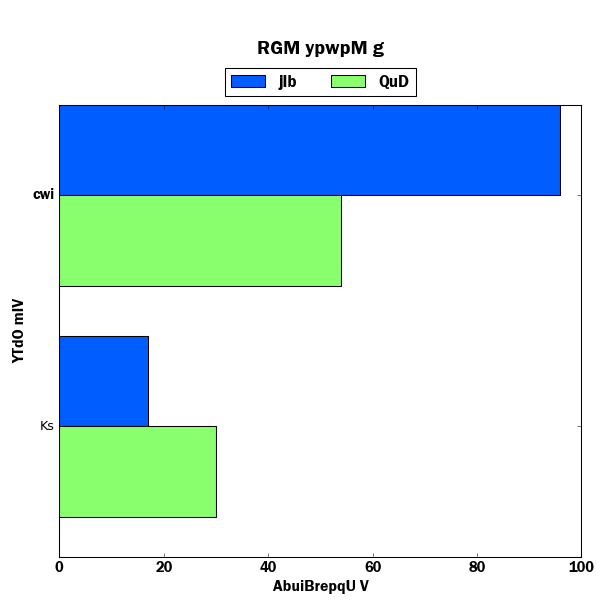 RGM ypwpM g
Jlb QuD
cwi
Ks
YTdO mlV
0 20 40 60 80 100
AbuiBrepqU V